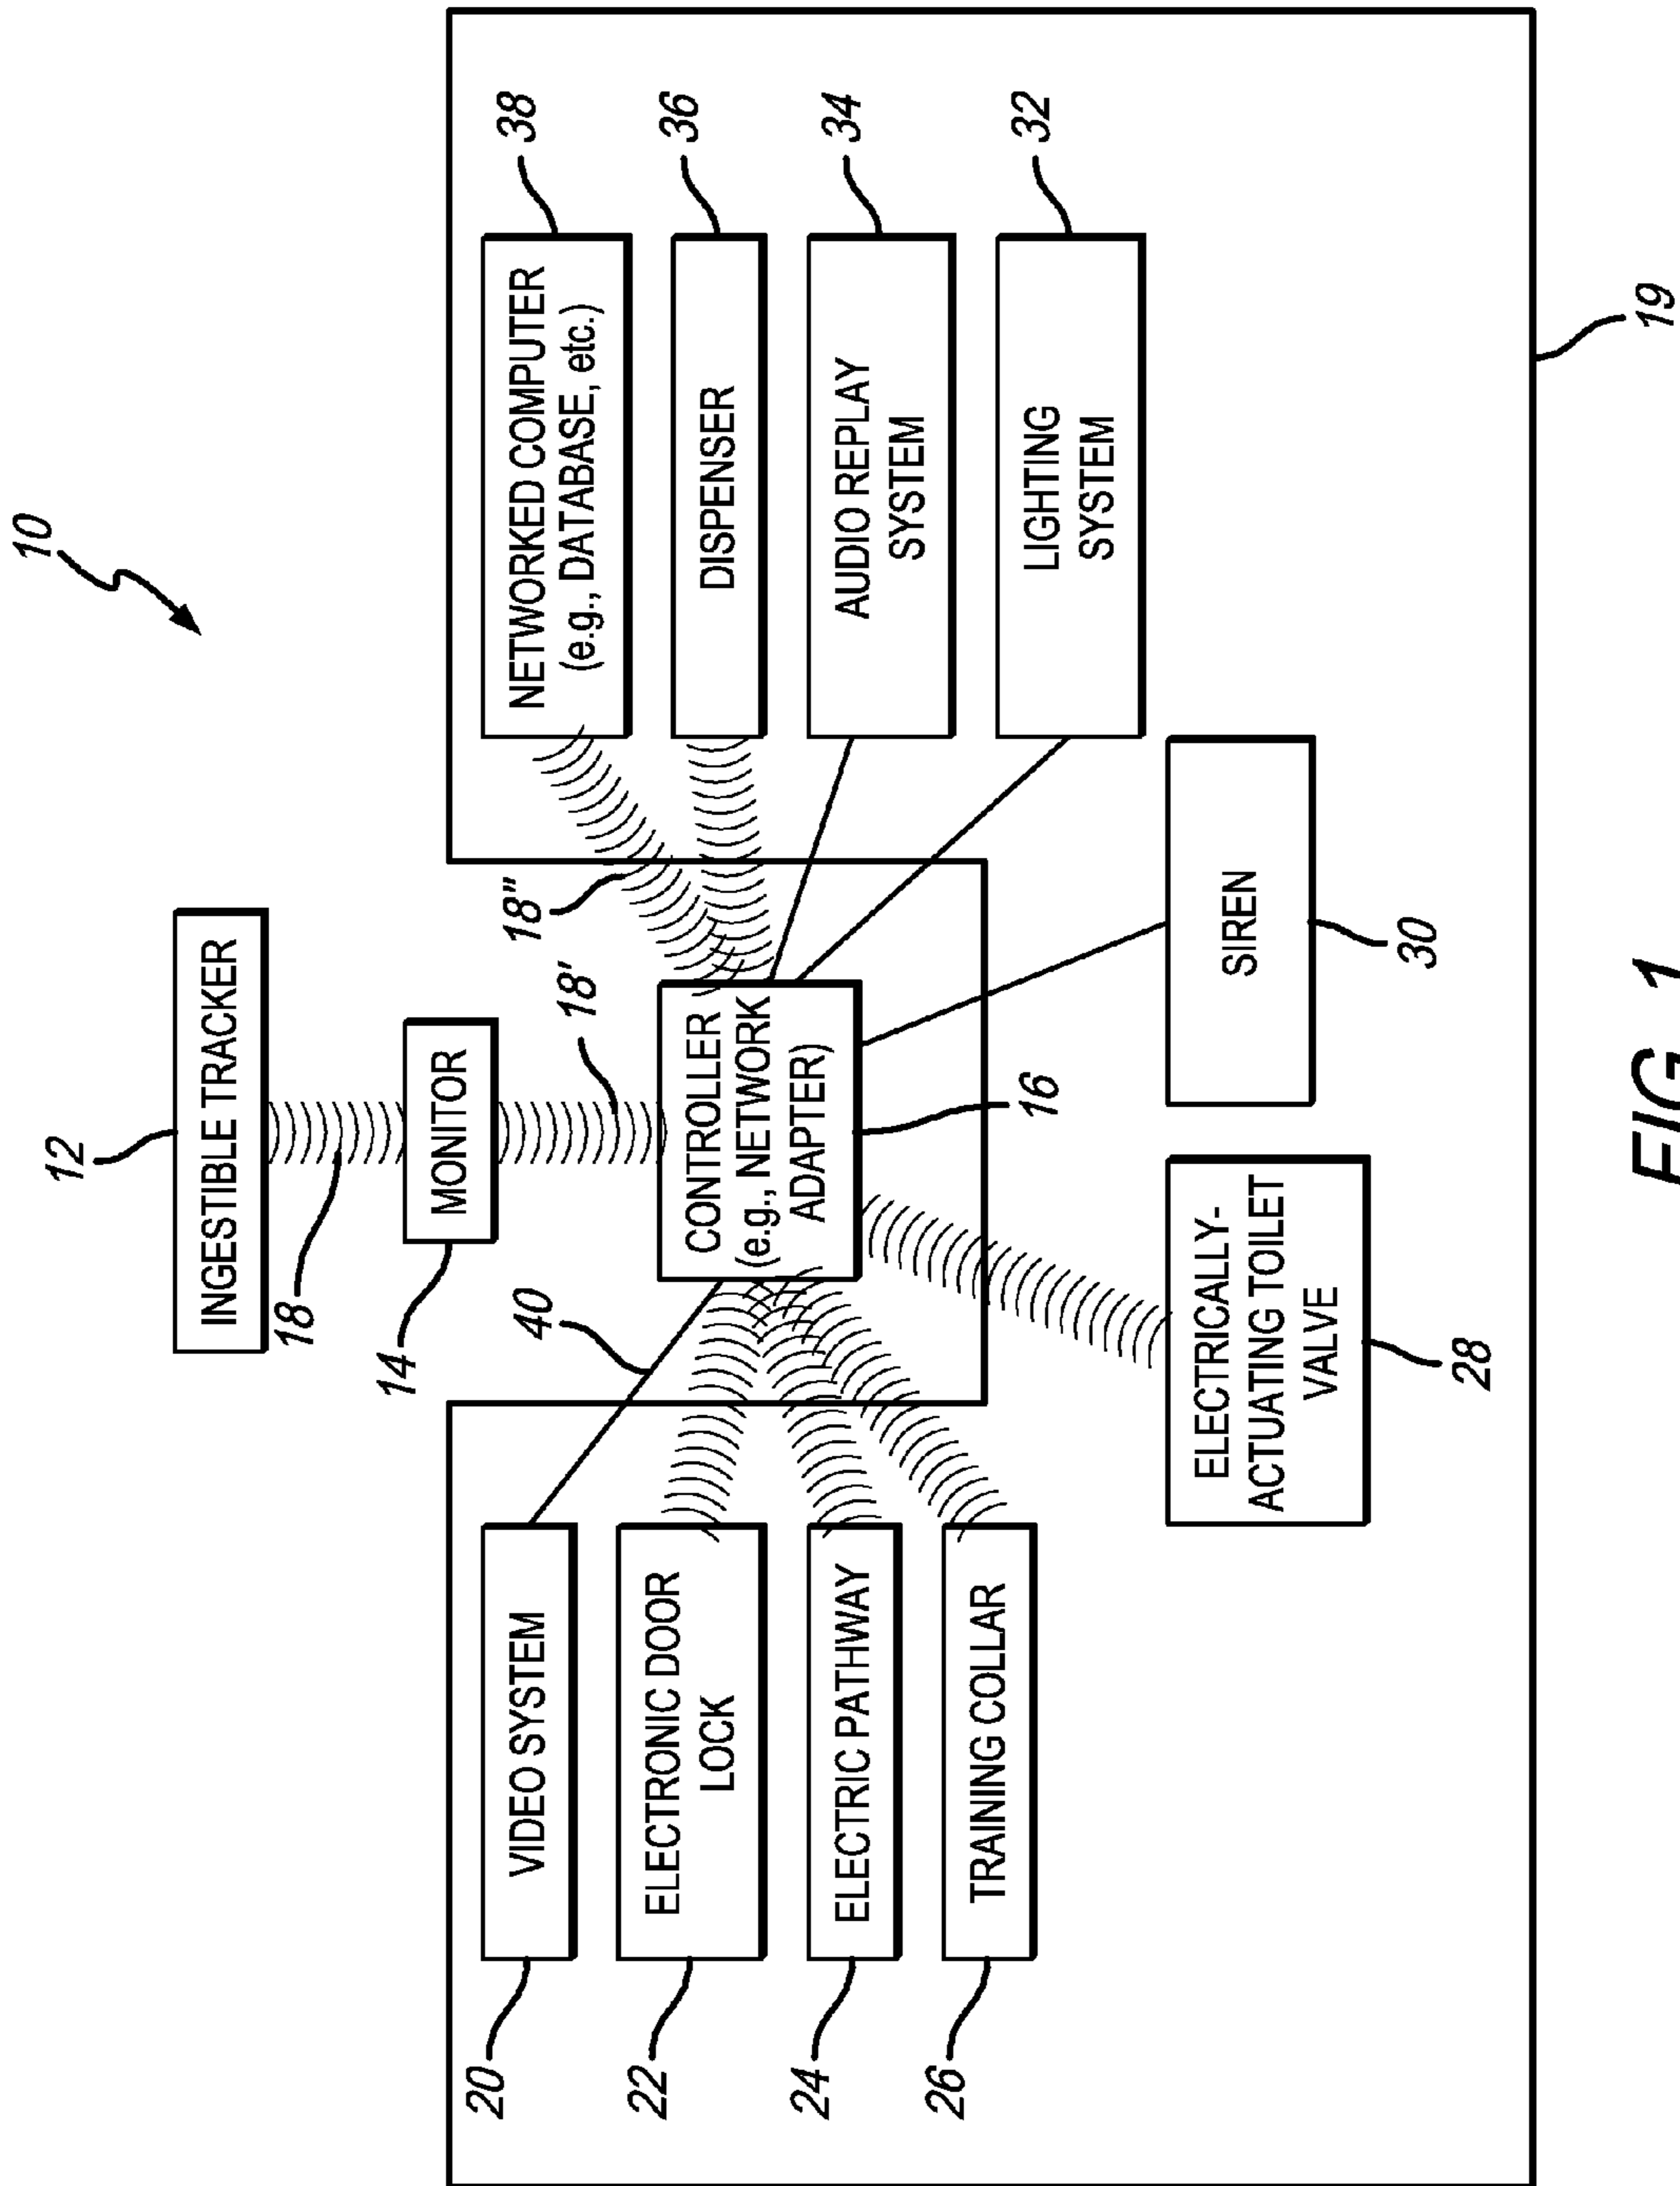 10
12
INGESTIBLE TRACKER
18
14
MONITOR
18'
18"
40
CONTROLLER
(e.g., NETWORK
ADAPTER)
16
20
VIDEO SYSTEM
22
ELECTRONIC DOOR
LOCK
24
ELECTRIC PATHWAY
26
TRAINING COLLAR
ELECTRICALLY-
ACTUATING TOILET
VALVE
28
SIREN
30
NETWORKED COMPUTER
(e.g., DATABASE, etc.)
38
DISPENSER
36
AUDIO REPLAY
SYSTEM
34
LIGHTING
SYSTEM
32
19
FIG. 1